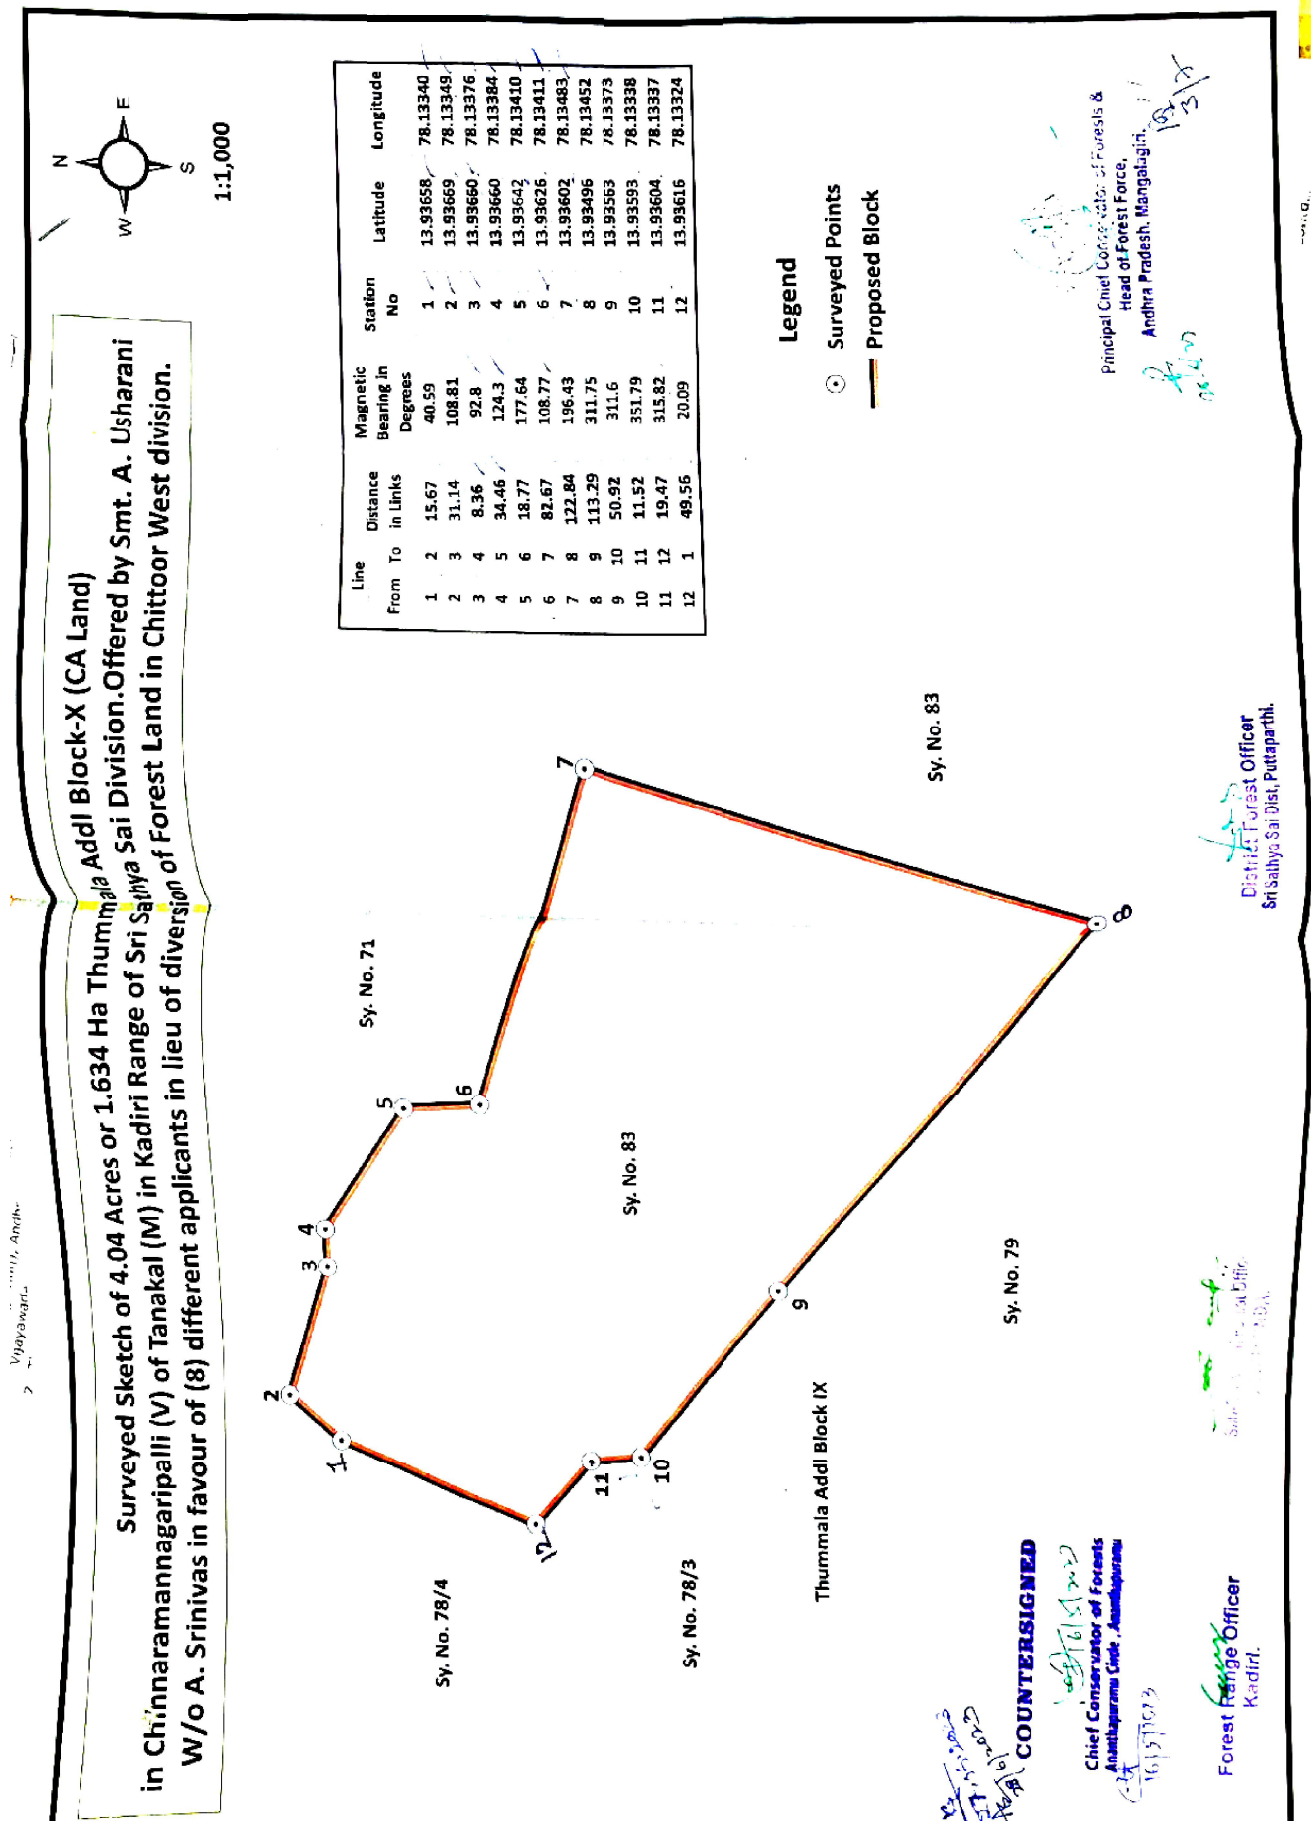 Surveyed Sketch of 4.04 Acres or 1.634 Ha Thummala Addl Block-X (CA Land)
in Chinnaramannagaripalli (V) of Tanakal (M) in Kadiri Range of Sri Sathya Sai Division.Offered by Smt. A. Usharani
W/o A. Srinivas in favour of (8) different applicants in lieu of diversion of Forest Land in Chittoor West division.
N
W E
S
1:1,000
Line Distance in Links Magnetic Bearing in Degrees Station No Latitude Longitude
From To
1 2 15.67 40.59 1 13.93658 78.13340
2 3 31.14 108.81 2 13.93669 78.13349
3 4 8.36 92.8 3 13.93660 78.13376
4 5 34.46 124.3 4 13.93660 78.13384
5 6 18.77 177.64 5 13.93642 78.13410
6 7 82.67 108.77 6 13.93626 78.13411
7 8 122.84 196.43 7 13.93602 78.13483
8 9 113.29 311.75 8 13.93496 78.13452
9 10 50.92 311.6 9 13.93563 78.13373
10 11 11.52 351.79 10 13.93593 78.13338
11 12 19.47 315.82 11 13.93604 78.13337
12 1 49.56 20.09 12 13.93616 78.13324
Legend
Surveyed Points
Proposed Block
1
2
3
4
5
6
7
8
9
10
11
12
Sy. No. 71
Sy. No. 83
Sy. No. 83
Sy. No. 79
Sy. No. 78/4
Sy. No. 78/3
Thummala Addl Block IX
COUNTERSIGNED
Chief Conservator of Forests
Ananthapuramu Circle, Ananthapuramu
Forest Range Officer
Kadiri.
District Forest Officer
Sri Sathya Sai Dist, Puttaparthi.
Principal Chief Conservator of Forests &
Head of Forest Force,
Andhra Pradesh, Mangalagiri.